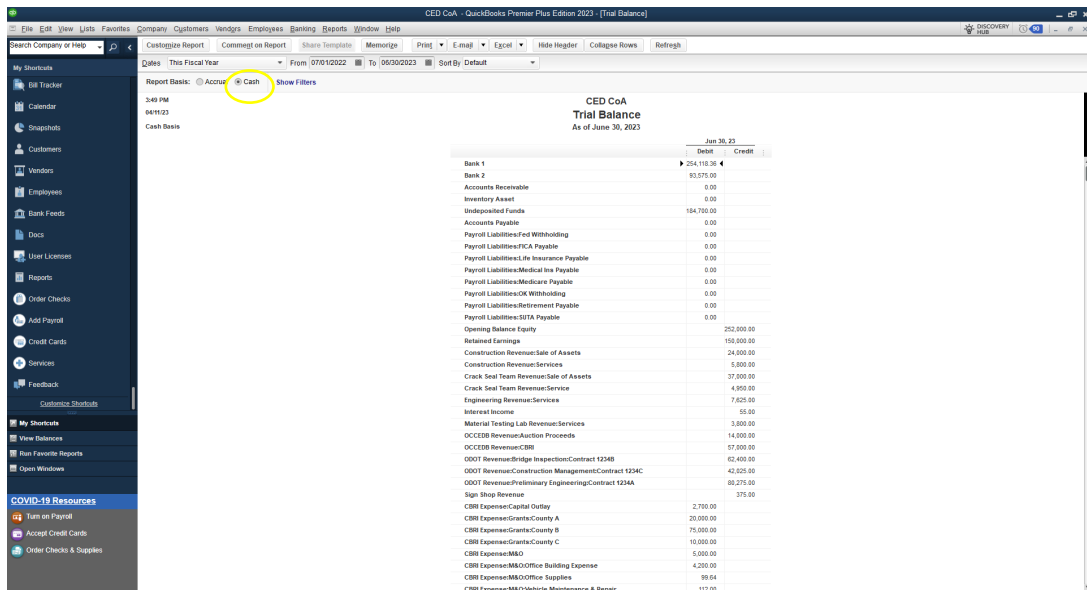 CED CoA - QuickBooks Premier Plus Edition 2023 - [Trial Balance]
File Edit View Lists Favorites Company Customers Vendors Employees Banking Reports Window Help
DISCOVERY HUB 90
Search Company or Help
Customize Report Comment on Report Share Template Memorize Print E-mail Excel Hide Header Collapse Rows Refresh
Dates This Fiscal Year From 07/01/2022 To 06/30/2023 Sort By Default
Report Basis: Accrual Cash Show Filters
My Shortcuts
Bill Tracker
Calendar
Snapshots
Customers
Vendors
Employees
Bank Feeds
Docs
User Licenses
Reports
Order Checks
Add Payroll
Credit Cards
Services
Feedback
Customize Shortcuts
My Shortcuts
View Balances
Run Favorite Reports
Open Windows
COVID-19 Resources
Turn on Payroll
Accept Credit Cards
Order Checks & Supplies
3:49 PM
04/11/23
Cash Basis
CED CoA
Trial Balance
As of June 30, 2023
Jun 30, 23
Debit Credit
Bank 1 254,118.36
Bank 2 93,575.00
Accounts Receivable 0.00
Inventory Asset 0.00
Undeposited Funds 184,700.00
Accounts Payable 0.00
Payroll Liabilities:Fed Withholding 0.00
Payroll Liabilities:FICA Payable 0.00
Payroll Liabilities:Life Insurance Payable 0.00
Payroll Liabilities:Medical Ins Payable 0.00
Payroll Liabilities:Medicare Payable 0.00
Payroll Liabilities:OK Withholding 0.00
Payroll Liabilities:Retirement Payable 0.00
Payroll Liabilities:SUTA Payable 0.00
Opening Balance Equity 252,000.00
Retained Earnings 150,000.00
Construction Revenue:Sale of Assets 24,000.00
Construction Revenue:Services 5,800.00
Crack Seal Team Revenue:Sale of Assets 37,000.00
Crack Seal Team Revenue:Service 4,950.00
Engineering Revenue:Services 7,625.00
Interest Income 55.00
Material Testing Lab Revenue:Services 3,800.00
OCCEDB Revenue:Auction Proceeds 14,000.00
OCCEDB Revenue:CBRI 57,000.00
ODOT Revenue:Bridge Inspection:Contract 1234B 62,400.00
ODOT Revenue:Construction Management:Contract 1234C 42,025.00
ODOT Revenue:Preliminary Engineering:Contract 1234A 80,275.00
Sign Shop Revenue 375.00
CBRI Expense:Capital Outlay 2,700.00
CBRI Expense:Grants:County A 20,000.00
CBRI Expense:Grants:County B 75,000.00
CBRI Expense:Grants:County C 10,000.00
CBRI Expense:M&O 5,000.00
CBRI Expense:M&O:Office Building Expense 4,200.00
CBRI Expense:M&O:Office Supplies 99.64
CBRI Expense:M&O:Vehicle Maintenance & Repair 112.00